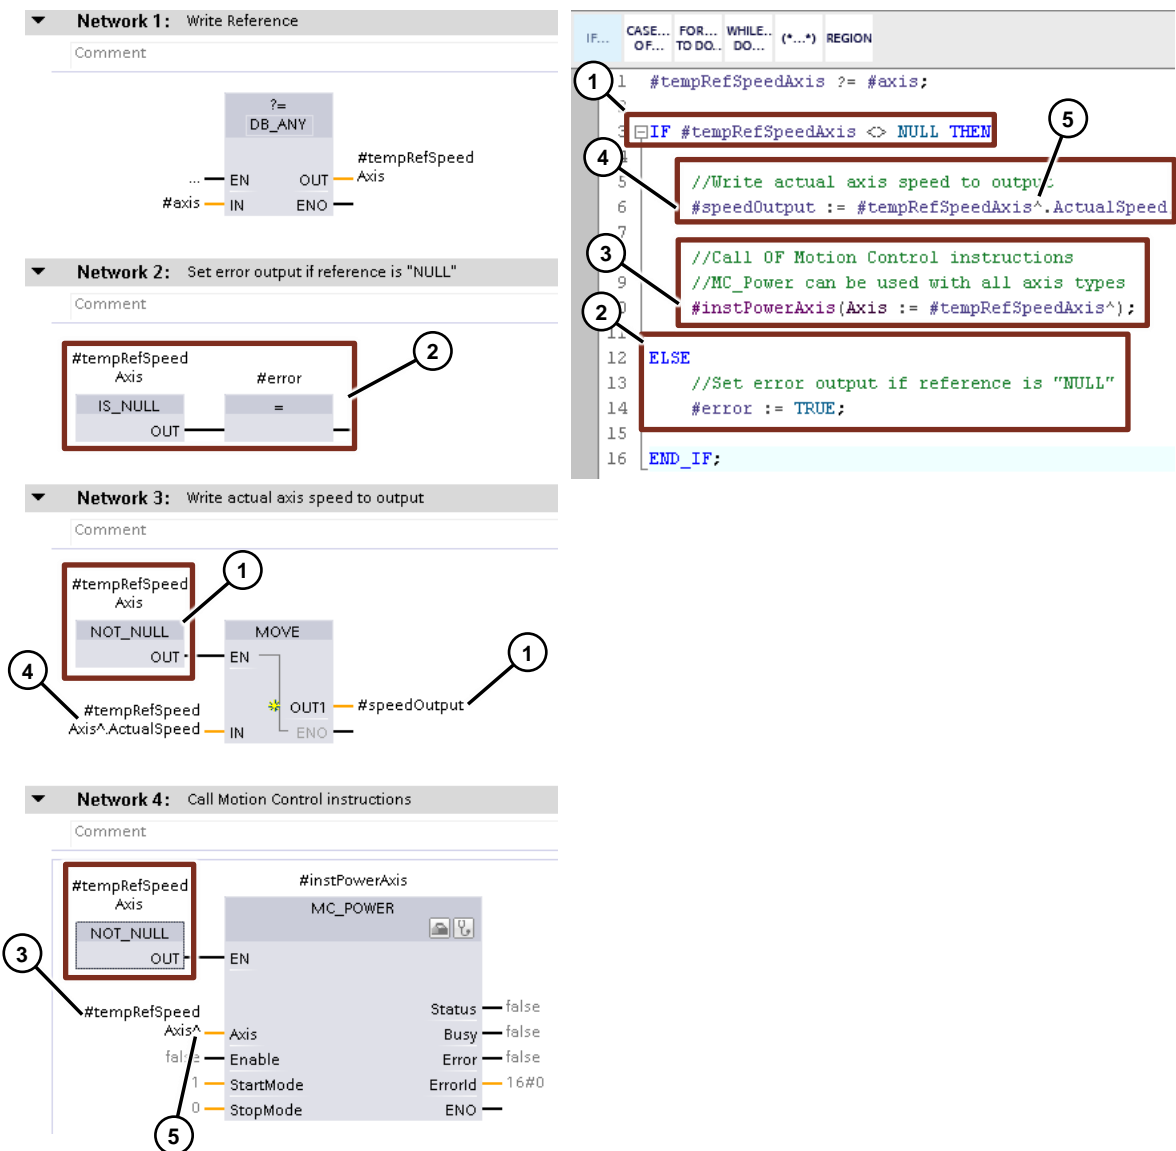 Network 1: Write Reference
Comment
?=
DB_ANY
#tempRefSpeed
Axis
... EN OUT
#axis IN ENO
Network 2: Set error output if reference is "NULL"
Comment
#tempRefSpeed
Axis
#error
IS_NULL
=
OUT
2
Network 3: Write actual axis speed to output
Comment
#tempRefSpeed
Axis
1
NOT_NULL
OUT
MOVE
EN
4
1
#tempRefSpeed
Axis^.ActualSpeed
IN
OUT1
#speedOutput
ENO
Network 4: Call Motion Control instructions
Comment
#tempRefSpeed
Axis
#instPowerAxis
NOT_NULL
OUT
MC_POWER
EN
3
#tempRefSpeed
Axis^
Axis
Status false
Busy false
Enable
Error false
1 StartMode
ErrorId 16#0
0 StopMode
ENO
5
IF...
CASE... OF...
FOR... TO DO...
WHILE... DO...
(*...*)
REGION
1
1 #tempRefSpeedAxis ?= #axis;
3 IF #tempRefSpeedAxis <> NULL THEN
5
4
5 //Write actual axis speed to output
6 #speedOutput := #tempRefSpeedAxis^.ActualSpeed
7
3
//Call OF Motion Control instructions
9 //MC_Power can be used with all axis types
#instPowerAxis(Axis := #tempRefSpeedAxis^);
2
11
12 ELSE
13 //Set error output if reference is "NULL"
14 #error := TRUE;
15
16 END_IF;